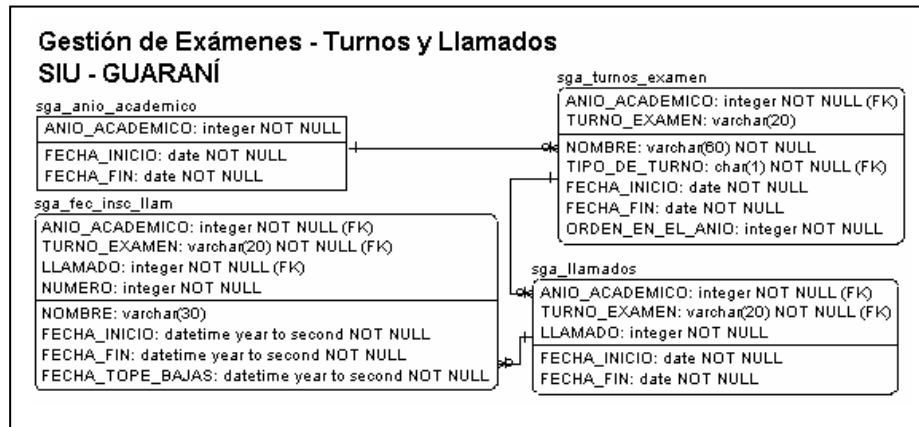 Gestión de Exámenes - Turnos y Llamados
SIU - GUARANÍ
sga_anio_academico
ANIO_ACADEMICO: integer NOT NULL
FECHA_INICIO: date NOT NULL
FECHA_FIN: date NOT NULL
sga_turnos_examen
ANIO_ACADEMICO: integer NOT NULL (FK)
TURNO_EXAMEN: varchar(20)
NOMBRE: varchar(60) NOT NULL
TIPO_DE_TURNO: char(1) NOT NULL (FK)
FECHA_INICIO: date NOT NULL
FECHA_FIN: date NOT NULL
ORDEN_EN_EL_ANIO: integer NOT NULL
sga_fec_insc_llam
ANIO_ACADEMICO: integer NOT NULL (FK)
TURNO_EXAMEN: varchar(20) NOT NULL (FK)
LLAMADO: integer NOT NULL (FK)
NUMERO: integer NOT NULL
NOMBRE: varchar(30)
FECHA_INICIO: datetime year to second NOT NULL
FECHA_FIN: datetime year to second NOT NULL
FECHA_TOPE_BAJAS: datetime year to second NOT NULL
sga_llamados
ANIO_ACADEMICO: integer NOT NULL (FK)
TURNO_EXAMEN: varchar(20) NOT NULL (FK)
LLAMADO: integer NOT NULL
FECHA_INICIO: date NOT NULL
FECHA_FIN: date NOT NULL